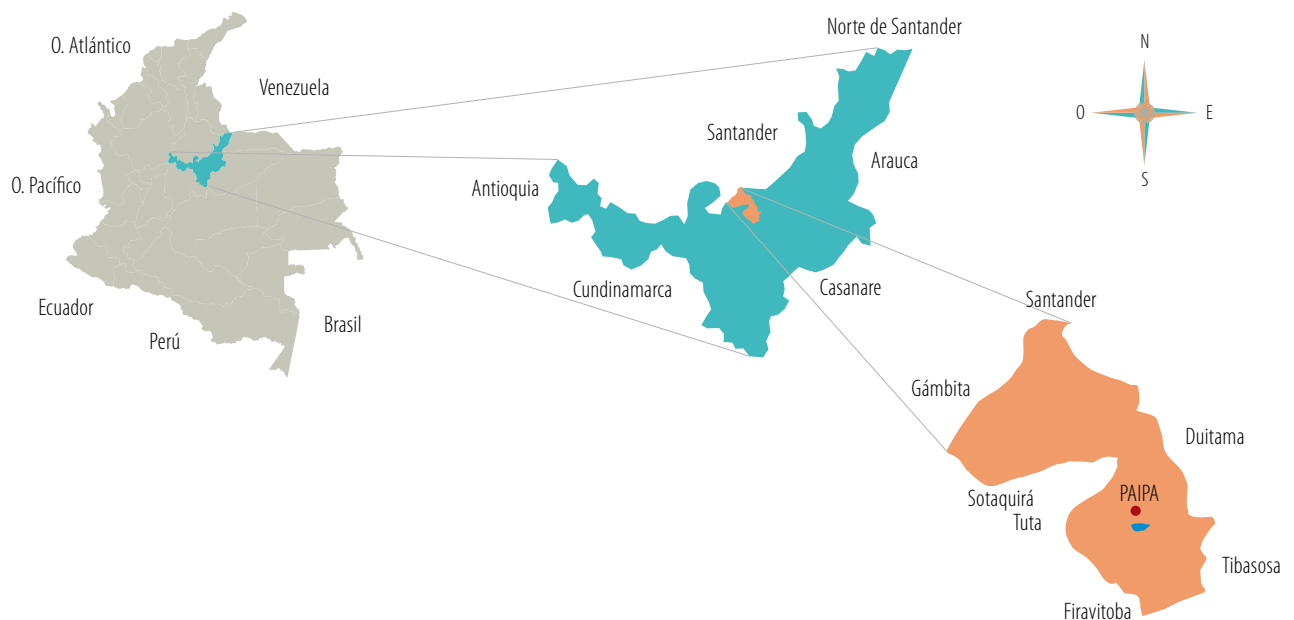 O. Atlántico
Venezuela
O. Pacífico
Ecuador
Perú
Brasil
Norte de Santander
Santander
Arauca
Antioquia
Cundinamarca
Casanare
N
O
E
S
Santander
Gámbita
Duitama
Sotaquirá
PAIPA
Tuta
Tibasosa
Firavitoba